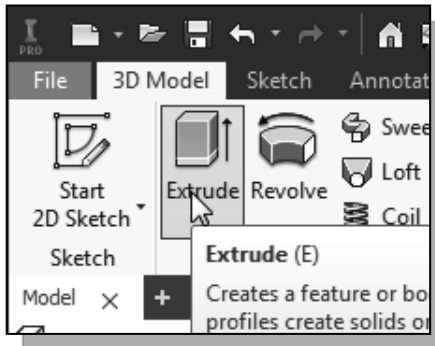 I
PRO
File 3D Model Sketch Annotat
Start
2D Sketch
Extrude
Revolve
Swee
Loft
Coil
Sketch
Model × +
Extrude (E)
Creates a feature or bo
profiles create solids or